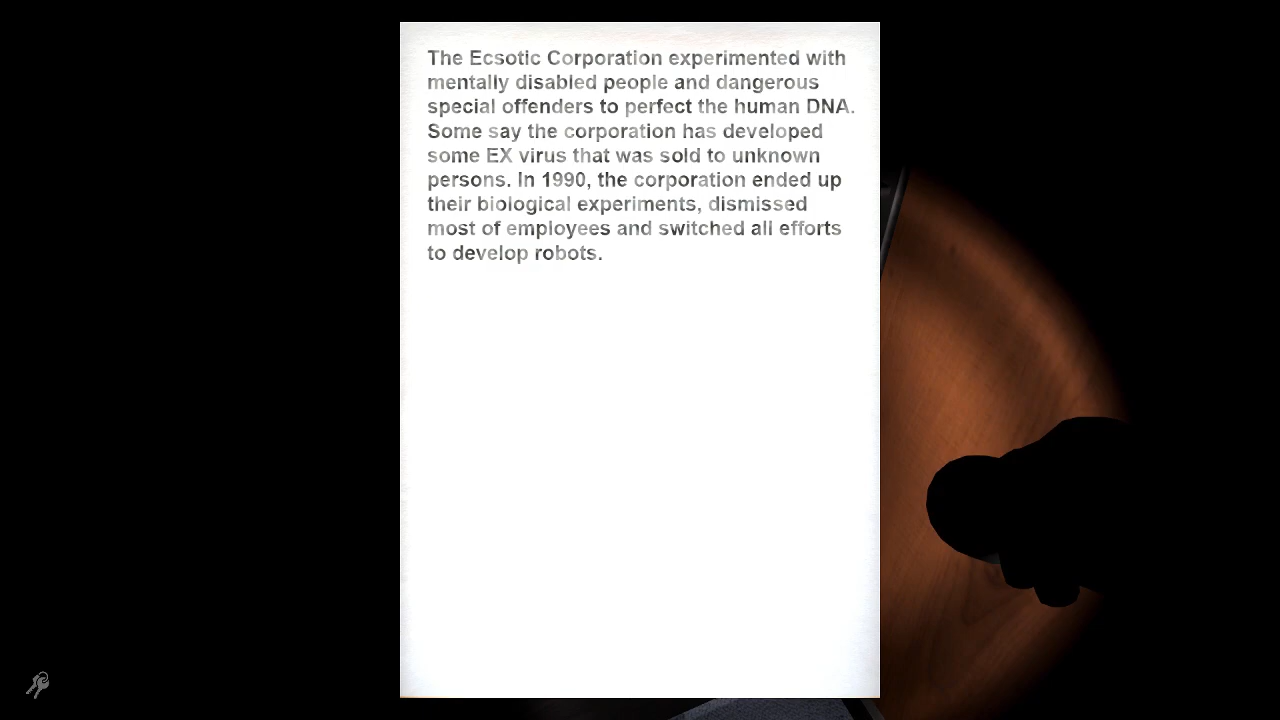 The Ecsotic Corporation experimented with
mentally disabled people and dangerous
special offenders to perfect the human DNA.
Some say the corporation has developed
some EX virus that was sold to unknown
persons. In 1990, the corporation ended up
their biological experiments, dismissed
most of employees and switched all efforts
to develop robots.